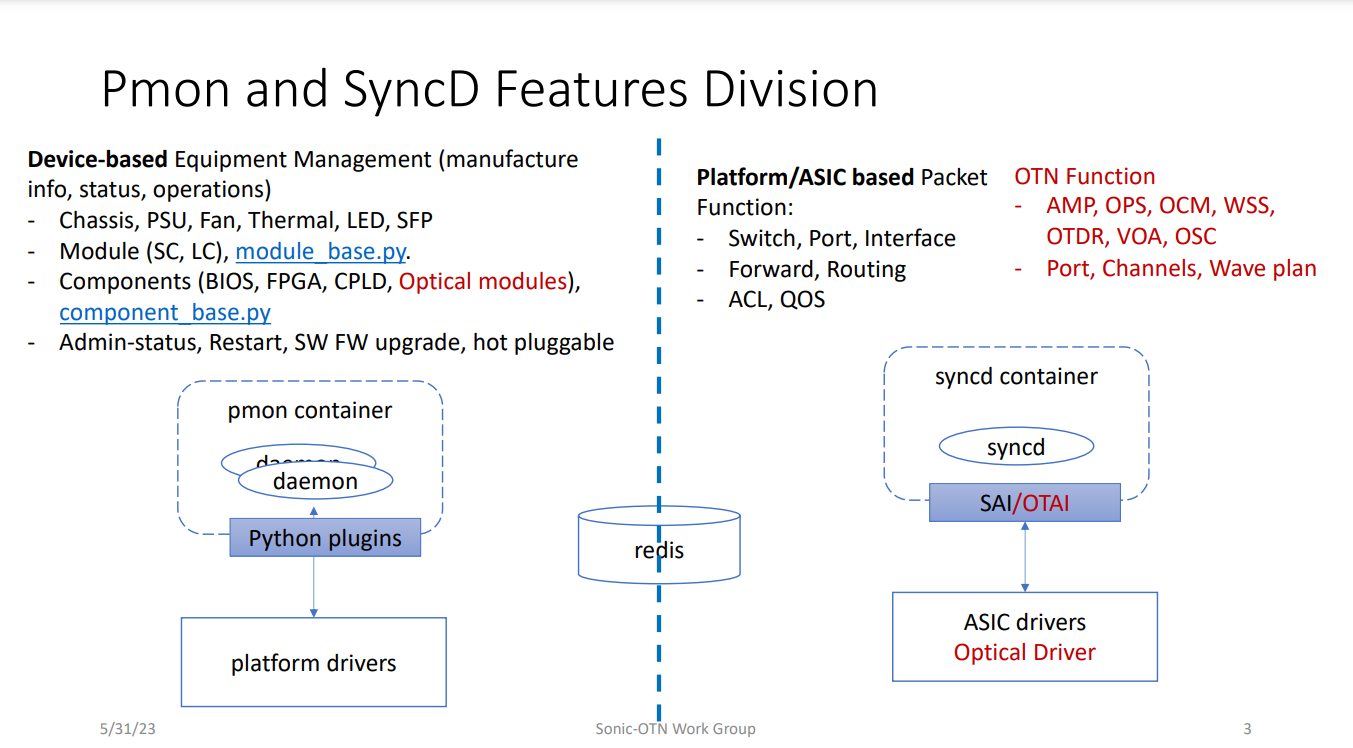 Pmon and SyncD Features Division
Device-based Equipment Management (manufacture
info, status, operations)
- Chassis, PSU, Fan, Thermal, LED, SFP
- Module (SC, LC), module_base.py.
- Components (BIOS, FPGA, CPLD, Optical modules),
component_base.py
- Admin-status, Restart, SW FW upgrade, hot pluggable
Platform/ASIC based Packet
Function:
- Switch, Port, Interface
- Forward, Routing
- ACL, QOS
OTN Function
- AMP, OPS, OCM, WSS,
OTDR, VOA, OSC
- Port, Channels, Wave plan
pmon container
daemon
daemon
Python plugins
platform drivers
redis
syncd container
syncd
SAI/OTAI
ASIC drivers
Optical Driver
5/31/23
Sonic-OTN Work Group
3